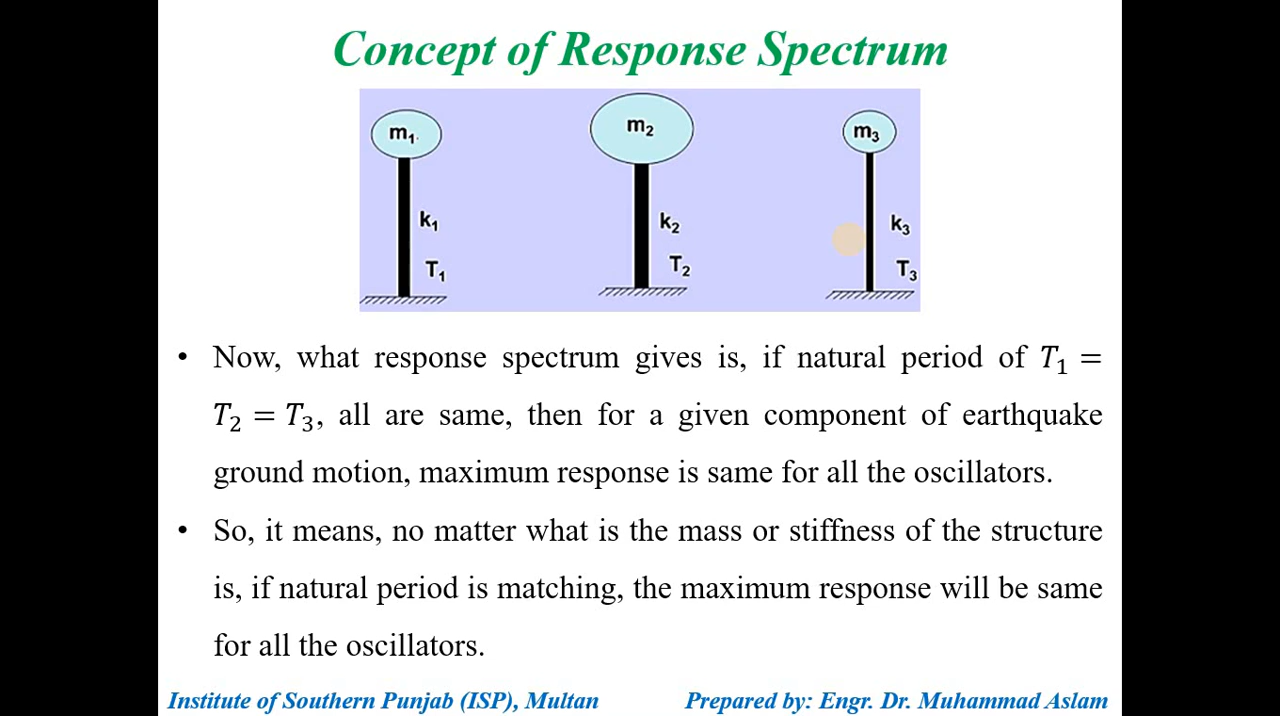 Concept of Response Spectrum
m₁ m₂ m₃
k₁ k₂ k₃
T₁ T₂ T₃
• Now, what response spectrum gives is, if natural period of T₁ =
T₂ = T₃, all are same, then for a given component of earthquake
ground motion, maximum response is same for all the oscillators.
• So, it means, no matter what is the mass or stiffness of the structure
is, if natural period is matching, the maximum response will be same
for all the oscillators.
Institute of Southern Punjab (ISP), Multan Prepared by: Engr. Dr. Muhammad Aslam